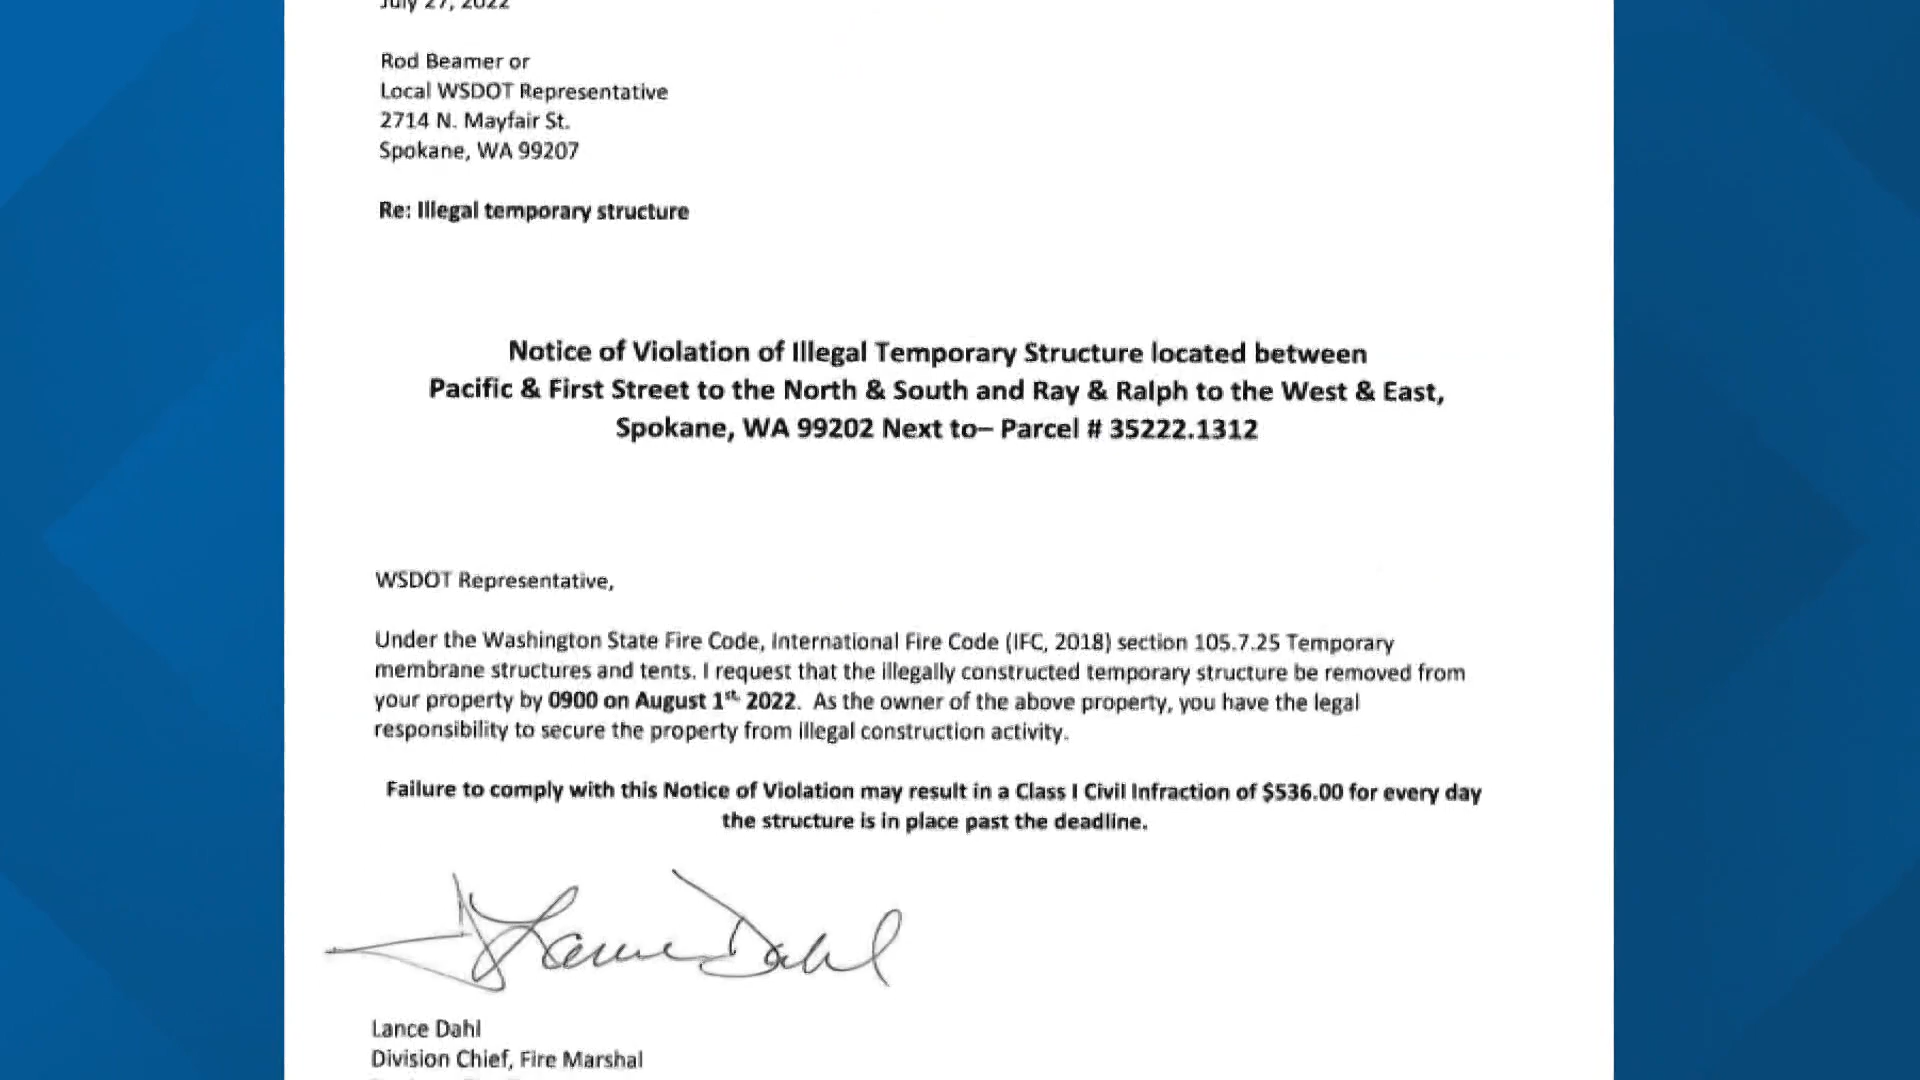 July 27, 2022
Rod Beamer or
Local WSDOT Representative
2714 N. Mayfair St.
Spokane, WA 99207
Re: Illegal temporary structure
Notice of Violation of Illegal Temporary Structure located between
Pacific & First Street to the North & South and Ray & Ralph to the West & East,
Spokane, WA 99202 Next to– Parcel # 35222.1312
WSDOT Representative,
Under the Washington State Fire Code, International Fire Code (IFC, 2018) section 105.7.25 Temporary
membrane structures and tents. I request that the illegally constructed temporary structure be removed from
your property by 0900 on August 1st 2022. As the owner of the above property, you have the legal
responsibility to secure the property from illegal construction activity.
Failure to comply with this Notice of Violation may result in a Class I Civil Infraction of $536.00 for every day
the structure is in place past the deadline.
Lance Dahl
Lance Dahl
Division Chief, Fire Marshal